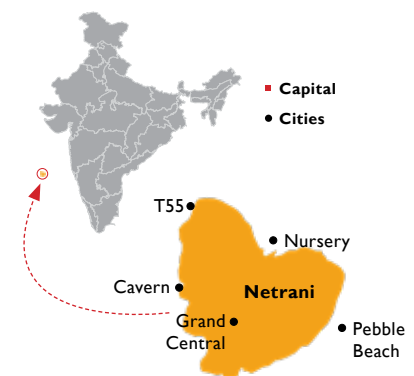 Capital
Cities
T55
Nursery
Cavern
Netrani
Grand
Central
Pebble
Beach